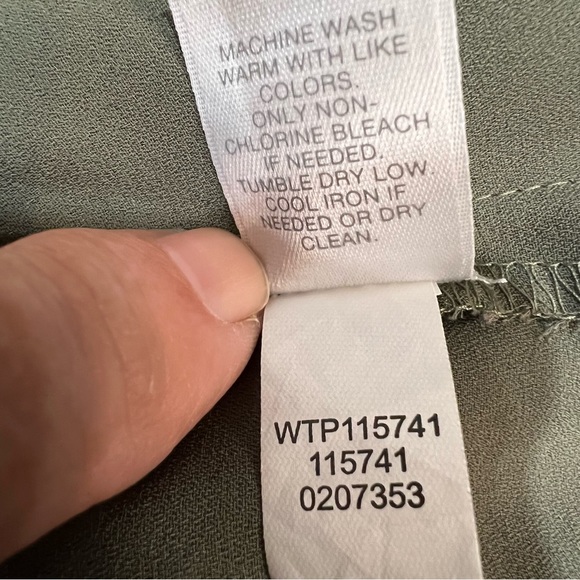 MACHINE WASH
WARM WITH LIKE
COLORS.
ONLY NON-
CHLORINE BLEACH
IF NEEDED.
TUMBLE DRY LOW
COOL IRON IF
NEEDED OR DRY
CLEAN.
WTP115741
115741
0207353